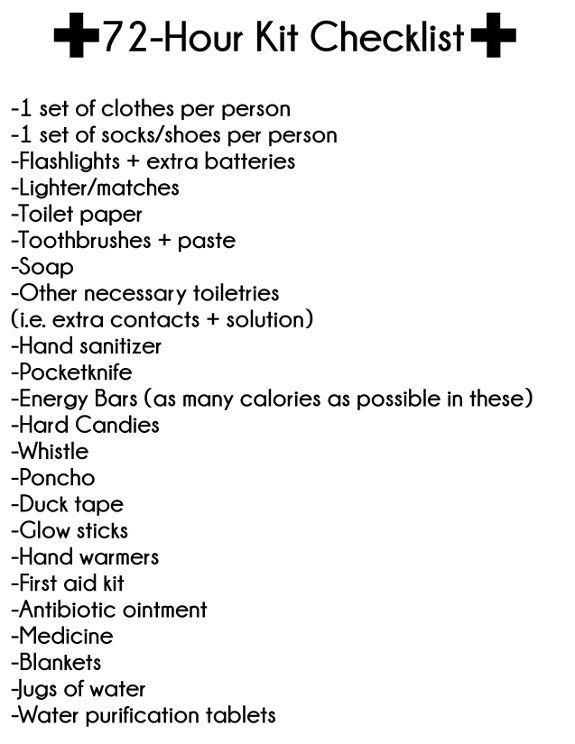 72-Hour Kit Checklist
-1 set of clothes per person
-1 set of socks/shoes per person
-Flashlights + extra batteries
-Lighter/matches
-Toilet paper
-Toothbrushes + paste
-Soap
-Other necessary toiletries
(i.e. extra contacts + solution)
-Hand sanitizer
-Pocketknife
-Energy Bars (as many calories as possible in these)
-Hard Candies
-Whistle
-Poncho
-Duck tape
-Glow sticks
-Hand warmers
-First aid kit
-Antibiotic ointment
-Medicine
-Blankets
-Jugs of water
-Water purification tablets